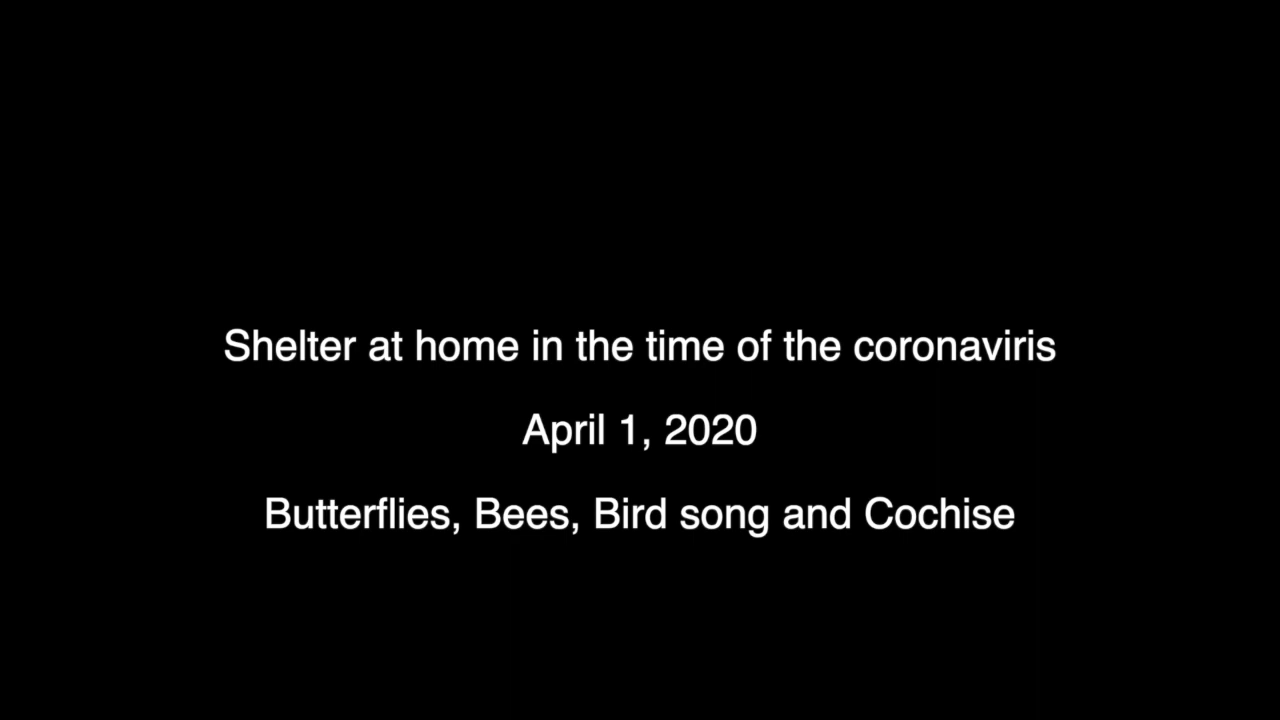 Shelter at home in the time of the coronaviris
April 1, 2020
Butterflies, Bees, Bird song and Cochise